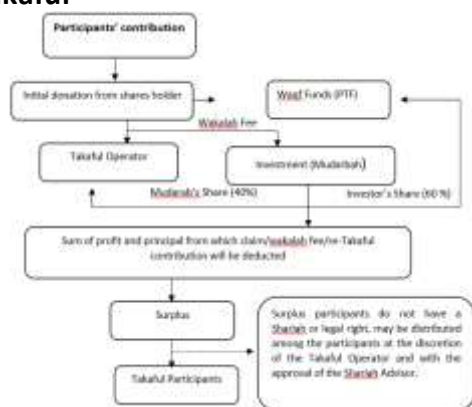 Takaful
Participants' contribution
Initial donation from shares holder
Waqf Funds (PTF)
Wakalah Fee
Takaful Operator
Investment (Mudarbah)
Mudarab's Share (40%)
Investor's Share (60 %)
Sum of profit and principal from which claim/wakalah fee/re-Takaful
contribution will be deducted
Surplus
Surplus participants do not have a
Shariah or legal right, may be distributed
among the participants at the discretion
of the Takaful Operator and with the
approval of the Shariah Advisor.
Takaful Participants